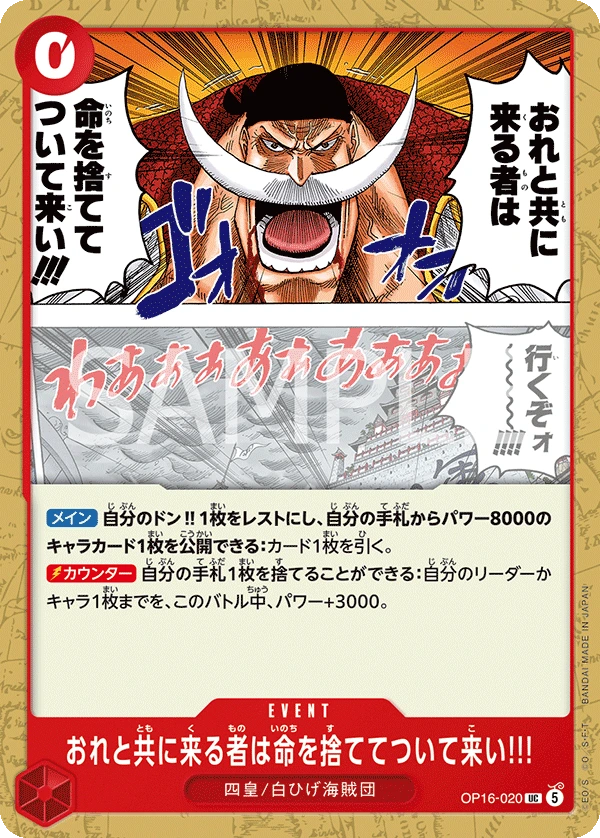 0
おれと共に
来る者は
命を捨てて
ついて来い!!!
ゴォオオ
わあああああああああ
行くぞォ
SAMPLE
メイン 自分のドン!!1枚をレストにし、自分の手札からパワー8000の
キャラカード1枚を公開できる:カード1枚を引く。
カウンター 自分の手札1枚を捨てることができる:自分のリーダーか
キャラ1枚までを、このバトル中、パワー+3000。
EVENT
おれと共に来る者は命を捨ててついて来い!!!
四皇/白ひげ海賊団
OP16-020 UC 5
©E.O. S. ©O. S.-F.T. BANDAI MADE IN JAPAN